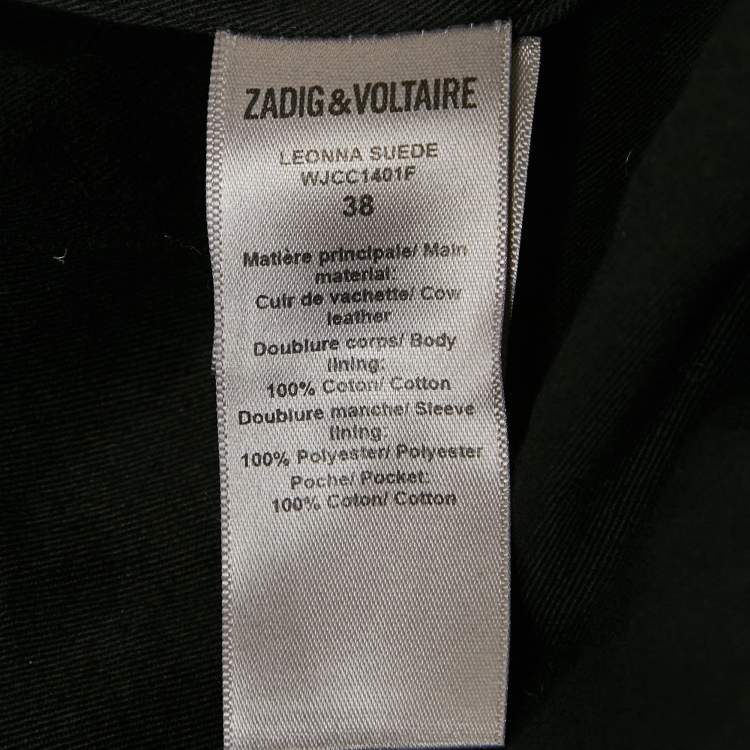 ZADIG&VOLTAIRE
LEONNA SUEDE
WJCC1401F
38
Matière principale/ Main
material:
Cuir de vachette/ Cow
leather
Doublure corps/ Body
lining:
100% Coton/ Cotton
Doublure manche/ Sleeve
lining:
100% Polyester/ Polyester
Poche/ Pocket:
100% Coton/ Cotton